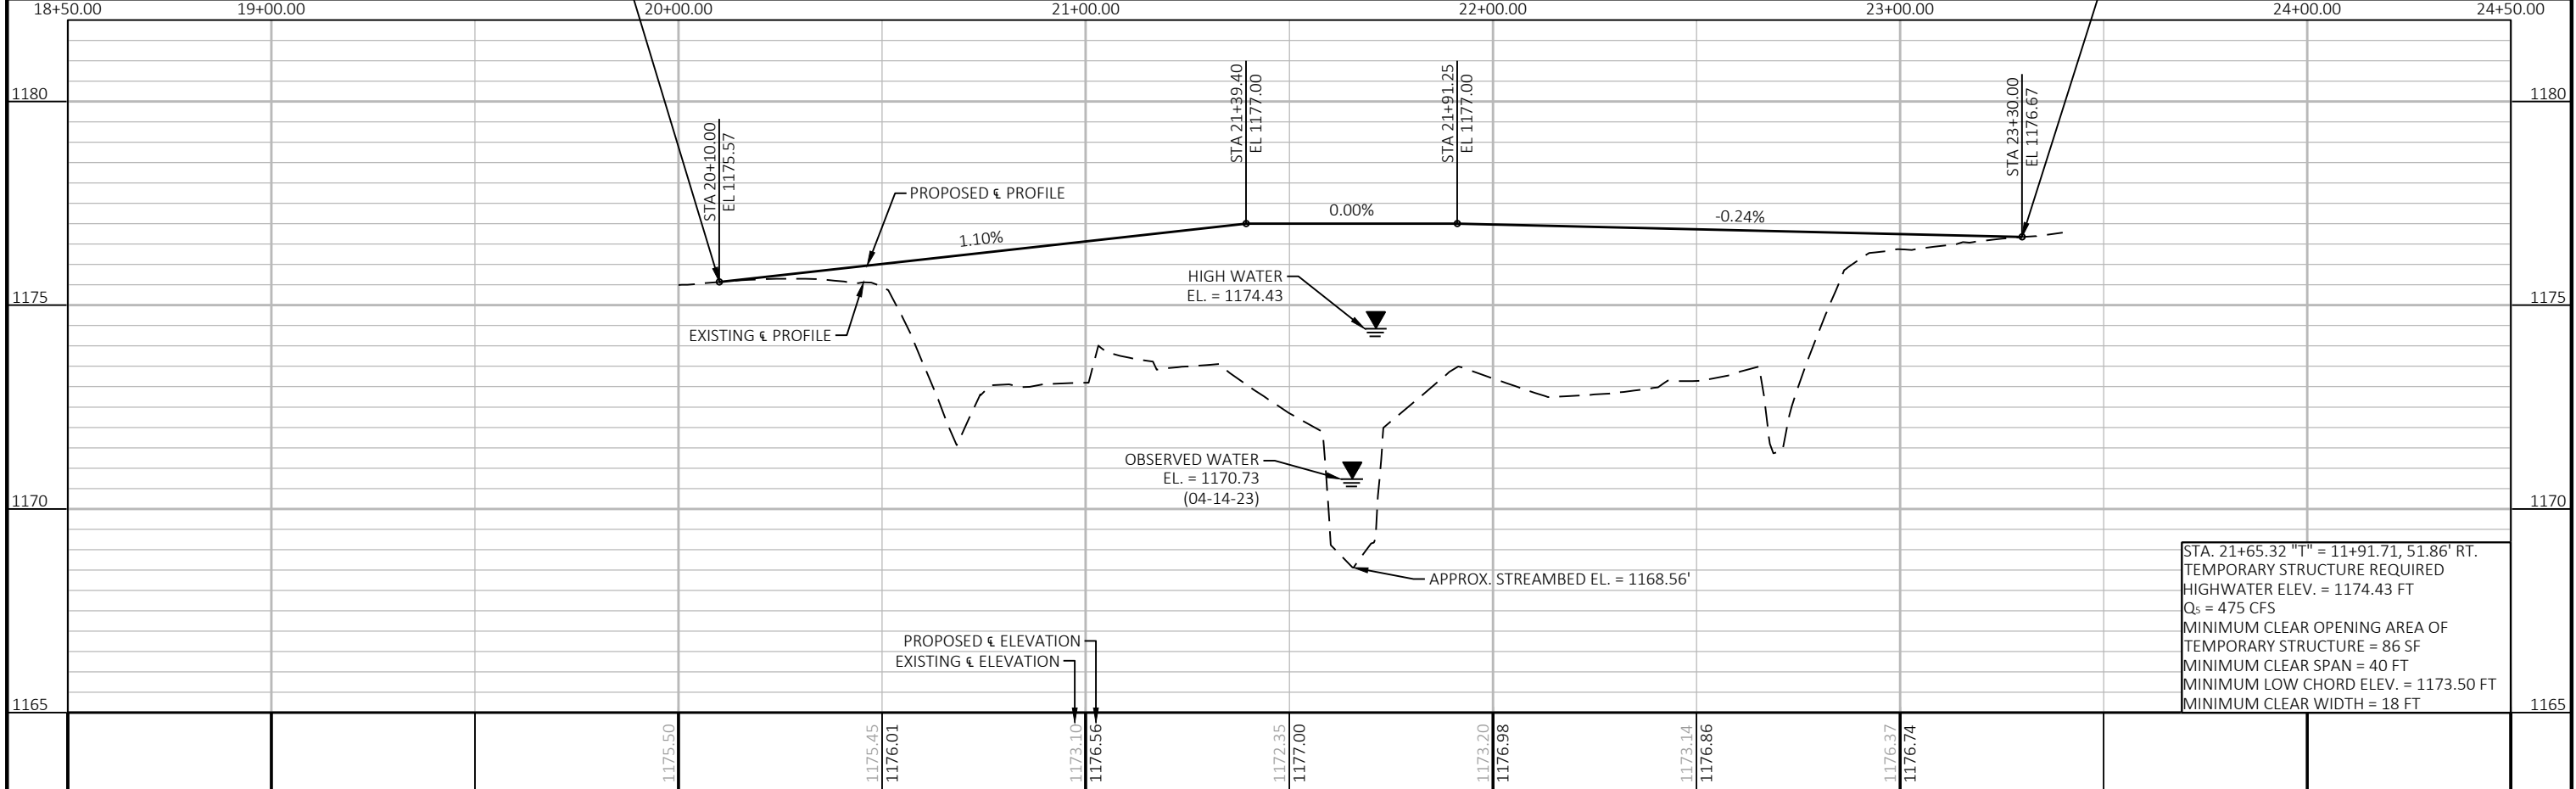 18+50.00
19+00.00
20+00.00
21+00.00
22+00.00
23+00.00
24+00.00
24+50.00
1180
1180
STA 20+10.00
EL 1175.57
STA 21+39.40
EL 1177.00
STA 21+91.25
EL 1177.00
STA 23+30.00
EL 1176.67
PROPOSED ℄ PROFILE
1.10%
0.00%
-0.24%
HIGH WATER
EL. = 1174.43
1175
1175
EXISTING ℄ PROFILE
OBSERVED WATER
EL. = 1170.73
(04-14-23)
1170
1170
APPROX. STREAMBED EL. = 1168.56'
STA. 21+65.32 "T" = 11+91.71, 51.86' RT.
TEMPORARY STRUCTURE REQUIRED
HIGHWATER ELEV. = 1174.43 FT
Q5 = 475 CFS
MINIMUM CLEAR OPENING AREA OF
TEMPORARY STRUCTURE = 86 SF
MINIMUM CLEAR SPAN = 40 FT
MINIMUM LOW CHORD ELEV. = 1173.50 FT
MINIMUM CLEAR WIDTH = 18 FT
PROPOSED ℄ ELEVATION
EXISTING ℄ ELEVATION
1165
1165
1175.50
1175.45
1176.01
1173.10
1176.56
1172.35
1177.00
1173.20
1176.98
1173.14
1176.86
1176.37
1176.74